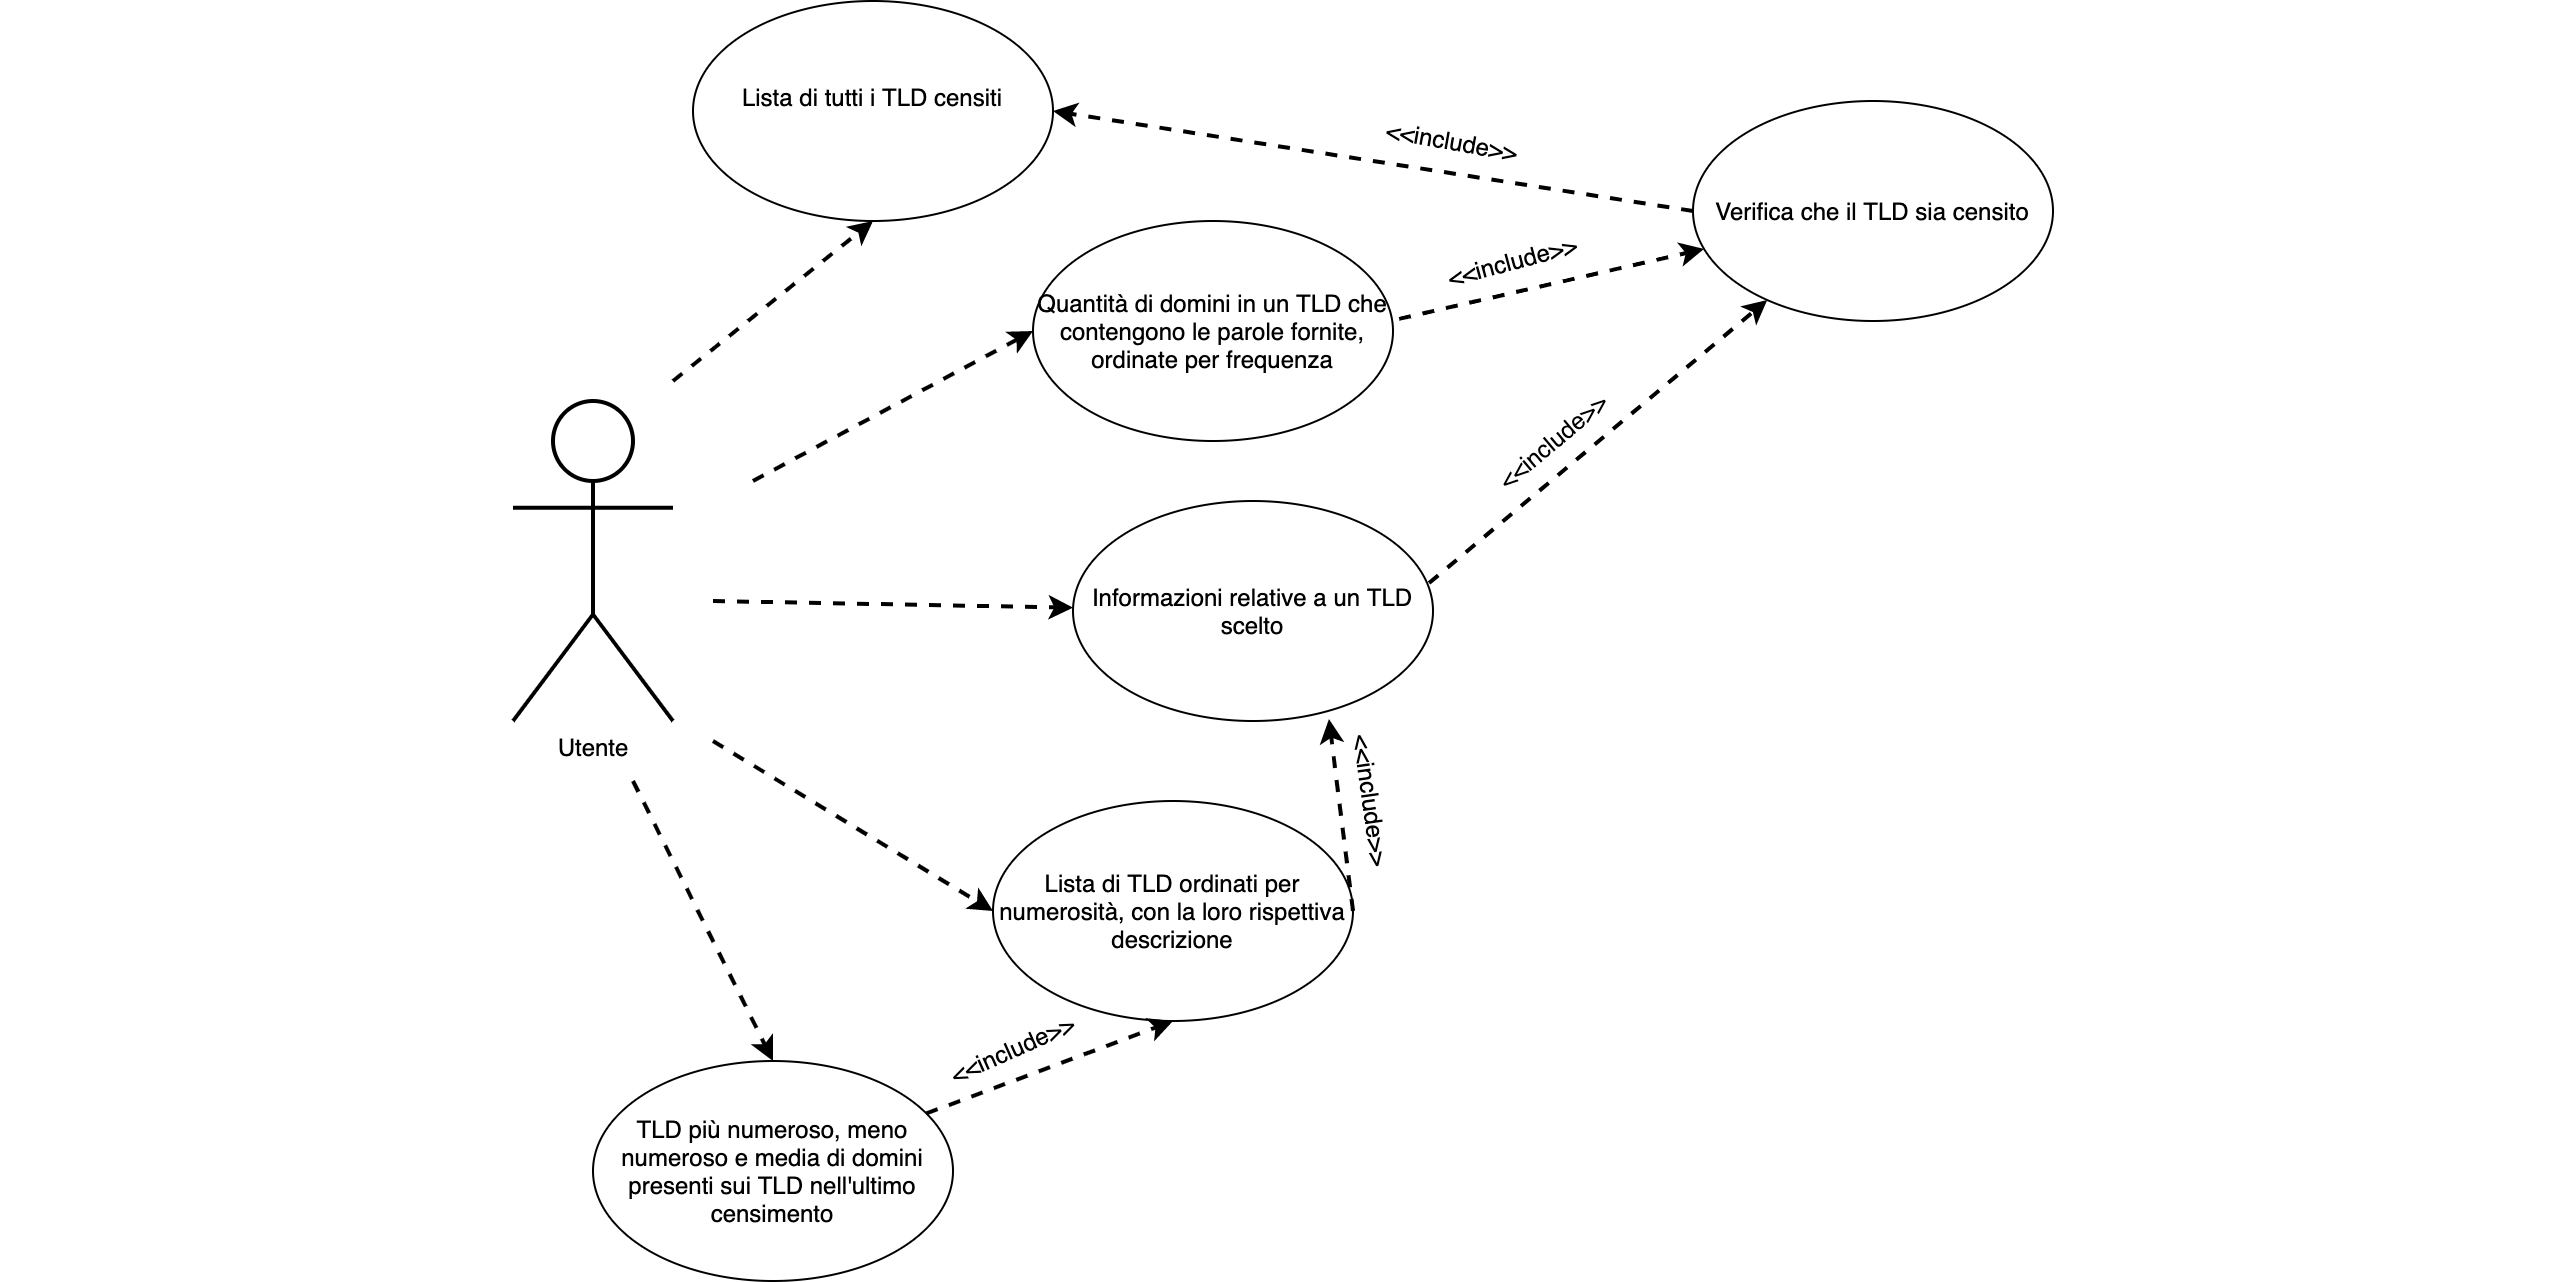 Lista di tutti i TLD censiti
<<include>>
Verifica che il TLD sia censito
<<include>>
Quantità di domini in un TLD che
contengono le parole fornite,
ordinate per frequenza
<<include>>
Informazioni relative a un TLD
scelto
Utente
<<include>>
Lista di TLD ordinati per
numerosità, con la loro rispettiva
descrizione
<<include>>
TLD più numeroso, meno
numeroso e media di domini
presenti sui TLD nell'ultimo
censimento